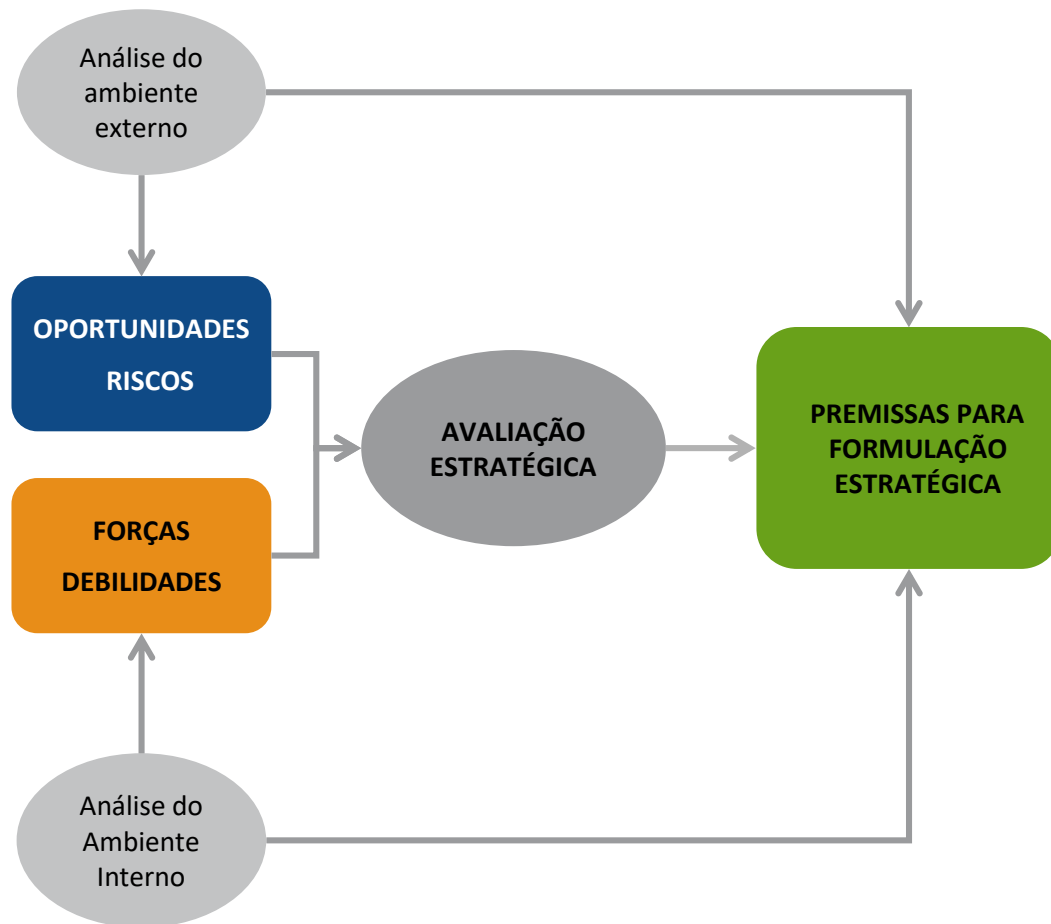 Análise do
ambiente
externo
OPORTUNIDADES
RISCOS
FORÇAS
DEBILIDADES
AVALIAÇÃO
ESTRATÉGICA
PREMISSAS PARA
FORMULAÇÃO
ESTRATÉGICA
Análise do
Ambiente
Interno